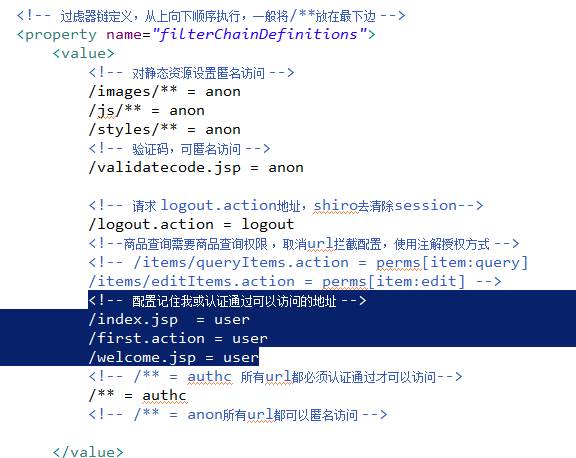 <!-- 过虑器链定义，从上向下顺序执行，一般将/**放在最下边 -->
<property name="filterChainDefinitions">
<value>
<!-- 对静态资源设置匿名访问 -->
/images/** = anon
/js/** = anon
/styles/** = anon
<!-- 验证码，可匿名访问 -->
/validatecode.jsp = anon
<!-- 请求 logout.action地址，shiro去清除session-->
/logout.action = logout
<!--商品查询需要商品查询权限 ，取消url拦截配置，使用注解授权方式 -->
<!-- /items/queryItems.action = perms[item:query]
/items/editItems.action = perms[item:edit] -->
<!-- 配置记住我或认证通过可以访问的地址 -->
/index.jsp  = user
/first.action = user
/welcome.jsp = user
<!-- /** = authc 所有url都必须认证通过才可以访问-->
/** = authc
<!-- /** = anon所有url都可以匿名访问 -->
</value>